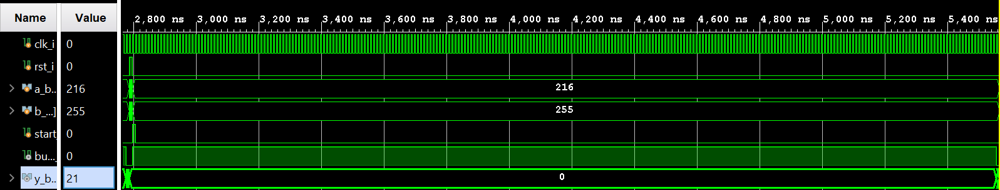 Name Value
2,800 ns 3,000 ns 3,200 ns 3,400 ns 3,600 ns 3,800 ns 4,000 ns 4,200 ns 4,400 ns 4,600 ns 4,800 ns 5,000 ns 5,200 ns 5,400 ns
clk_i 0
rst_i 0
a_b.. 216 216
b_...] 255 255
start_ 0
bu..._ 0
y_b.. 21 0